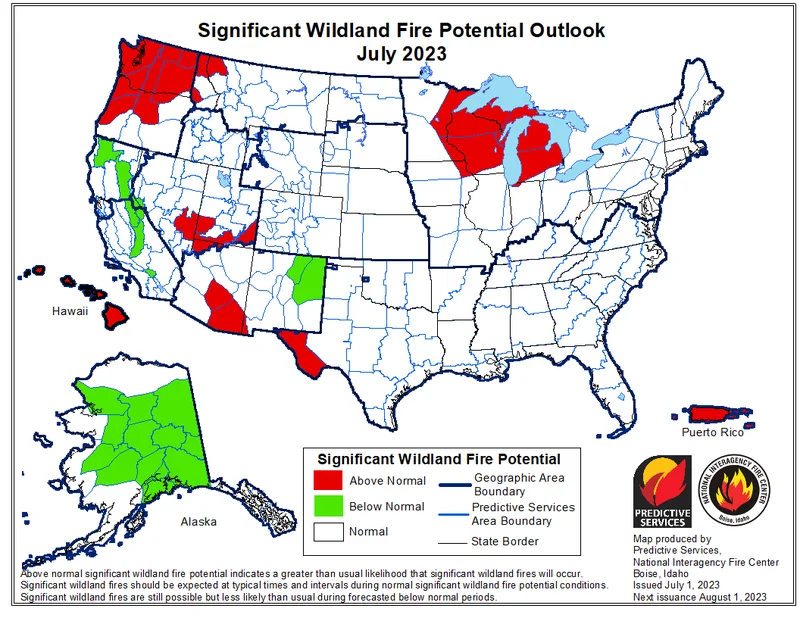 Significant Wildland Fire Potential Outlook
July 2023
Hawaii
Alaska
Puerto Rico
Significant Wildland Fire Potential
Above Normal
Below Normal
Normal
Geographic Area
Boundary
Predictive Services
Area Boundary
State Border
PREDICTIVE
SERVICES
NATIONAL INTERAGENCY FIRE CENTER
Boise, Idaho
Map produced by
Predictive Services,
National Interagency Fire Center
Boise, Idaho
Issued July 1, 2023
Next issuance August 1, 2023
Above normal significant wildland fire potential indicates a greater than usual likelihood that significant wildland fires will occur.
Significant wildland fires should be expected at typical times and intervals during normal significant wildland fire potential conditions.
Significant wildland fires are still possible but less likely than usual during forecasted below normal periods.